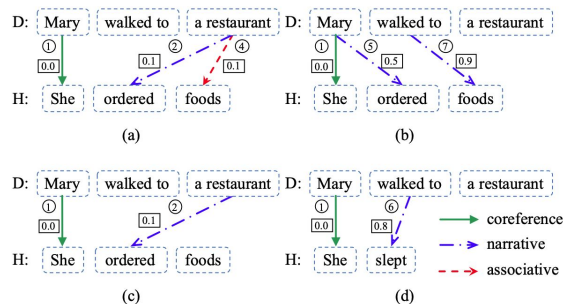 D: Mary walked to a restaurant
① ② ④
0.0 0.1 0.1
H: She ordered foods
(a)
D: Mary walked to a restaurant
① ⑤ ⑦
0.0 0.5 0.9
H: She ordered foods
(b)
D: Mary walked to a restaurant
① ②
0.0 0.1
H: She ordered foods
(c)
D: Mary walked to a restaurant
① ⑥
0.0 0.8
H: She slept
(d)
coreference
narrative
associative